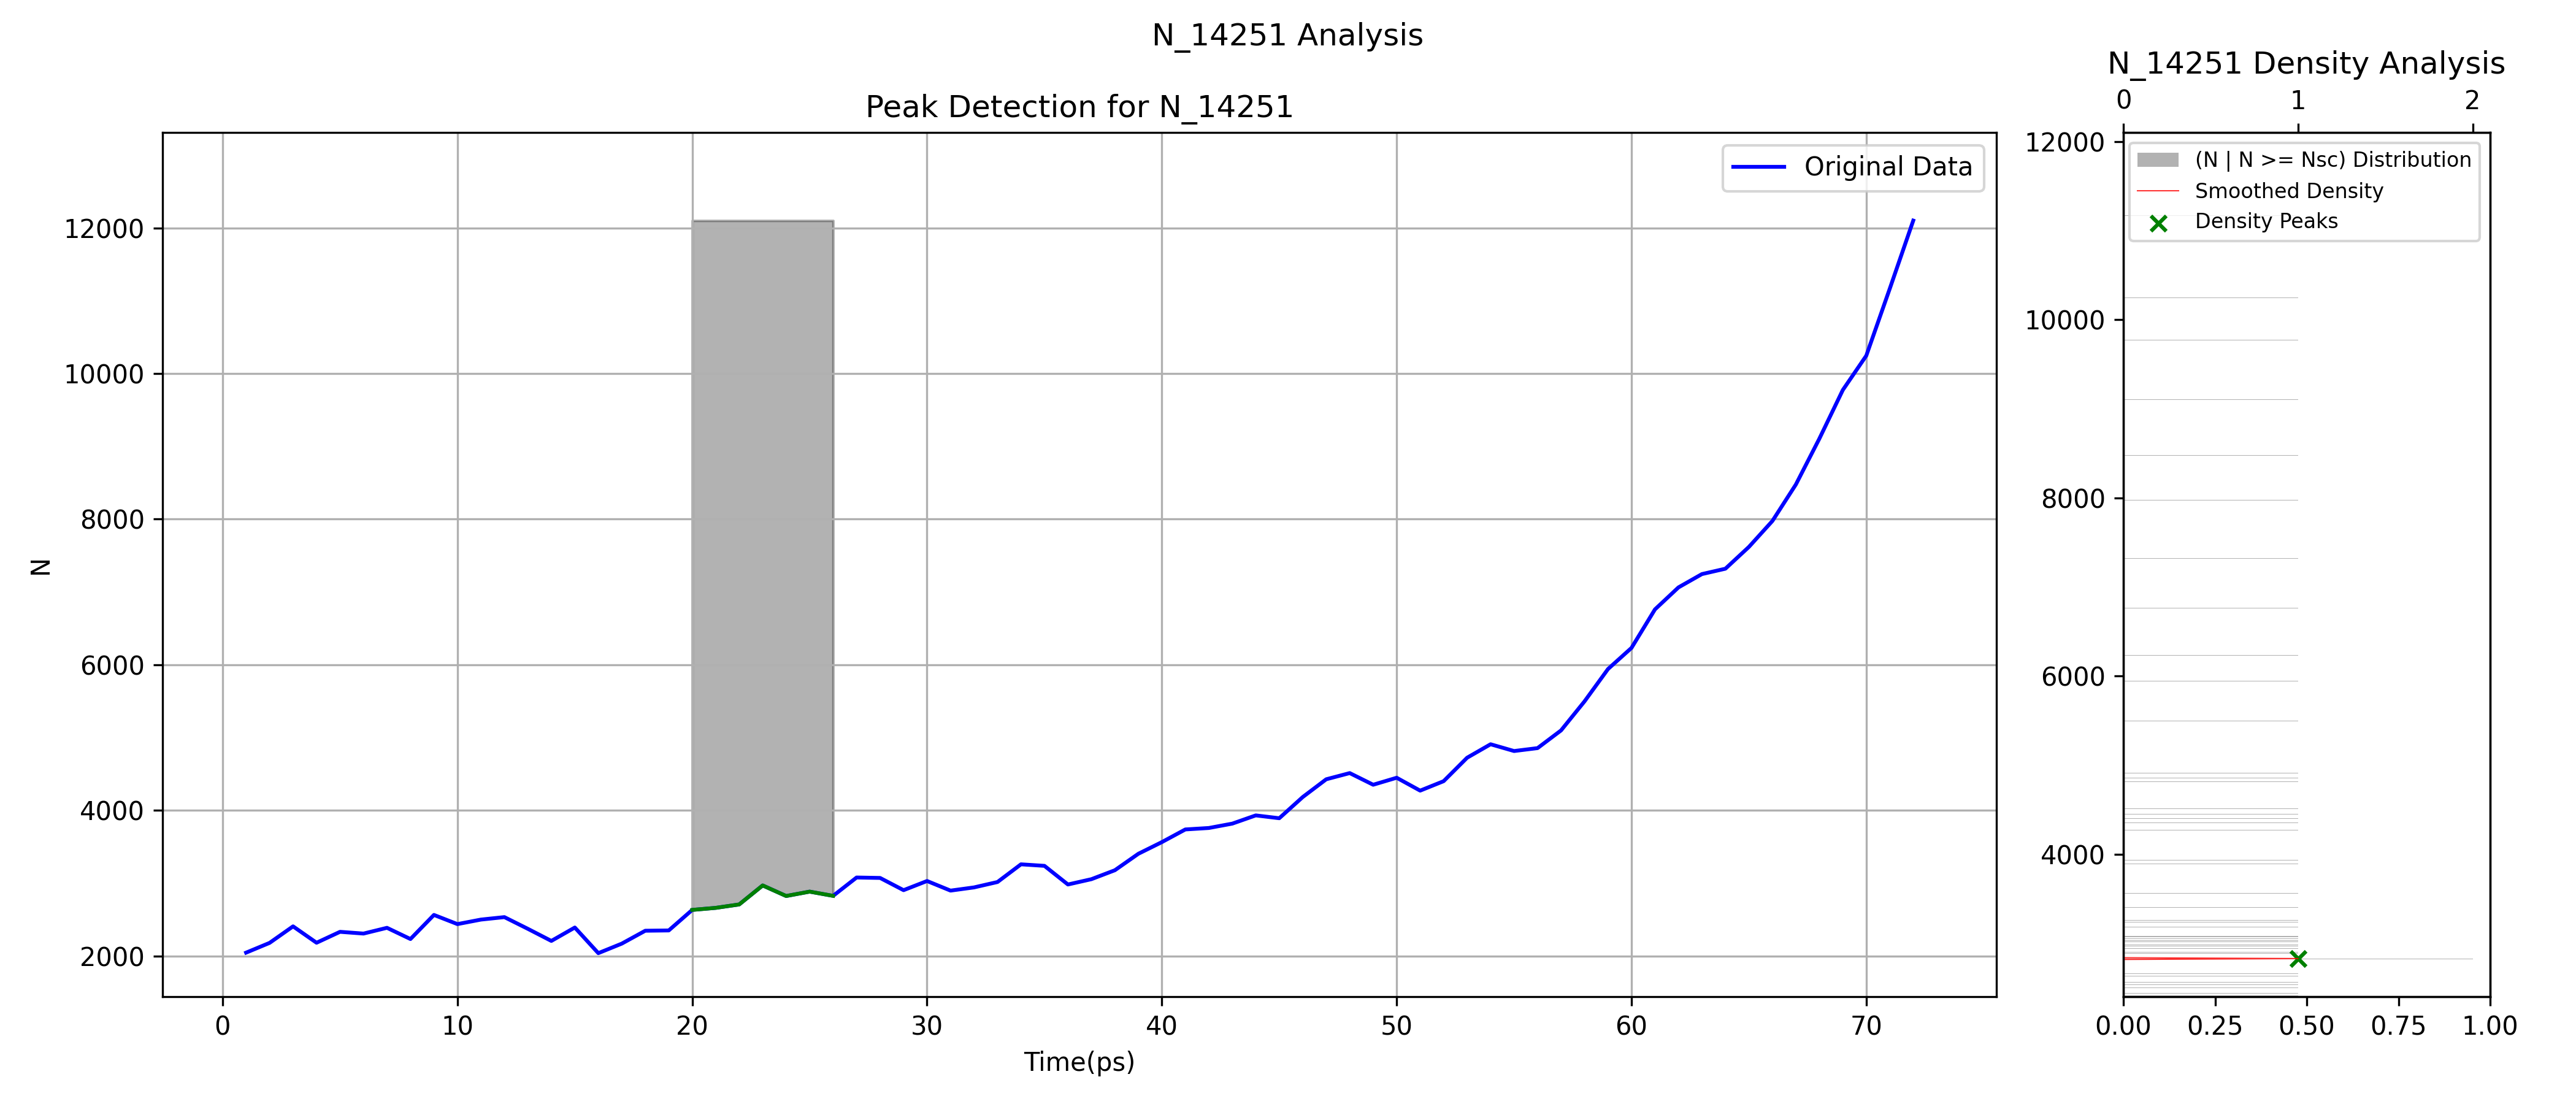 N_14251 Analysis
Peak Detection for N_14251
Original Data
12000
10000
8000
6000
4000
2000
N
0 10 20 30 40 50 60 70
Time(ps)
N_14251 Density Analysis
0 1 2
(N | N >= Nsc) Distribution
Smoothed Density
Density Peaks
12000
10000
8000
6000
4000
0.00 0.25 0.50 0.75 1.00